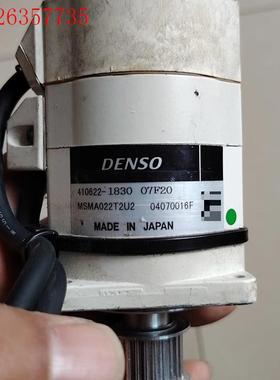 26357735
DENSO
410622-1830 07F20
MSMA022T2U2 04070016F
MADE IN JAPAN